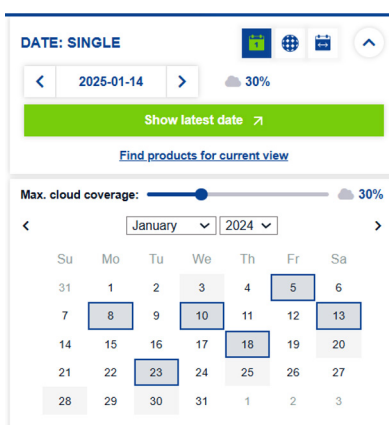 DATE: SINGLE
1
2025-01-14
30%
Show latest date
Find products for current view
Max. cloud coverage: 30%
January 2024
Su Mo Tu We Th Fr Sa
31 1 2 3 4 5 6
7 8 9 10 11 12 13
14 15 16 17 18 19 20
21 22 23 24 25 26 27
28 29 30 31 1 2 3